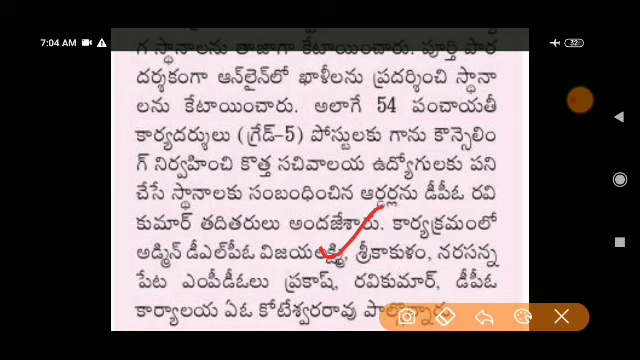 7:04 AM
32
గ స్థానాలను తాజాగా కేటాయించారు. పూర్తి పార
దర్శకంగా ఆన్‌లైన్‌లో ఖాళీలను ప్రదర్శించి స్థానా
లను కేటాయించారు. అలాగే 54 పంచాయతీ
కార్యదర్శులు (గ్రేడ్-5) పోస్టులకు గాను కౌన్సెలిం
గ్ నిర్వహించి కొత్త సచివాలయ ఉద్యోగులకు పని
చేసే స్థానాలకు సంబంధించిన ఆర్డర్లను డీపీఓ రవి
కుమార్ తదితరులు అందజేశారు. కార్యక్రమంలో
అడ్మిన్ డీఎల్‌పీఓ విజయలక్ష్మి, శ్రీకాకుళం, నరసన్న
పేట ఎంపీడీఓలు ప్రకాష్, రవికుమార్, డీపీఓ
కార్యాలయ ఏఓ కోటేశ్వరరావు పాల్గొన్నారు.